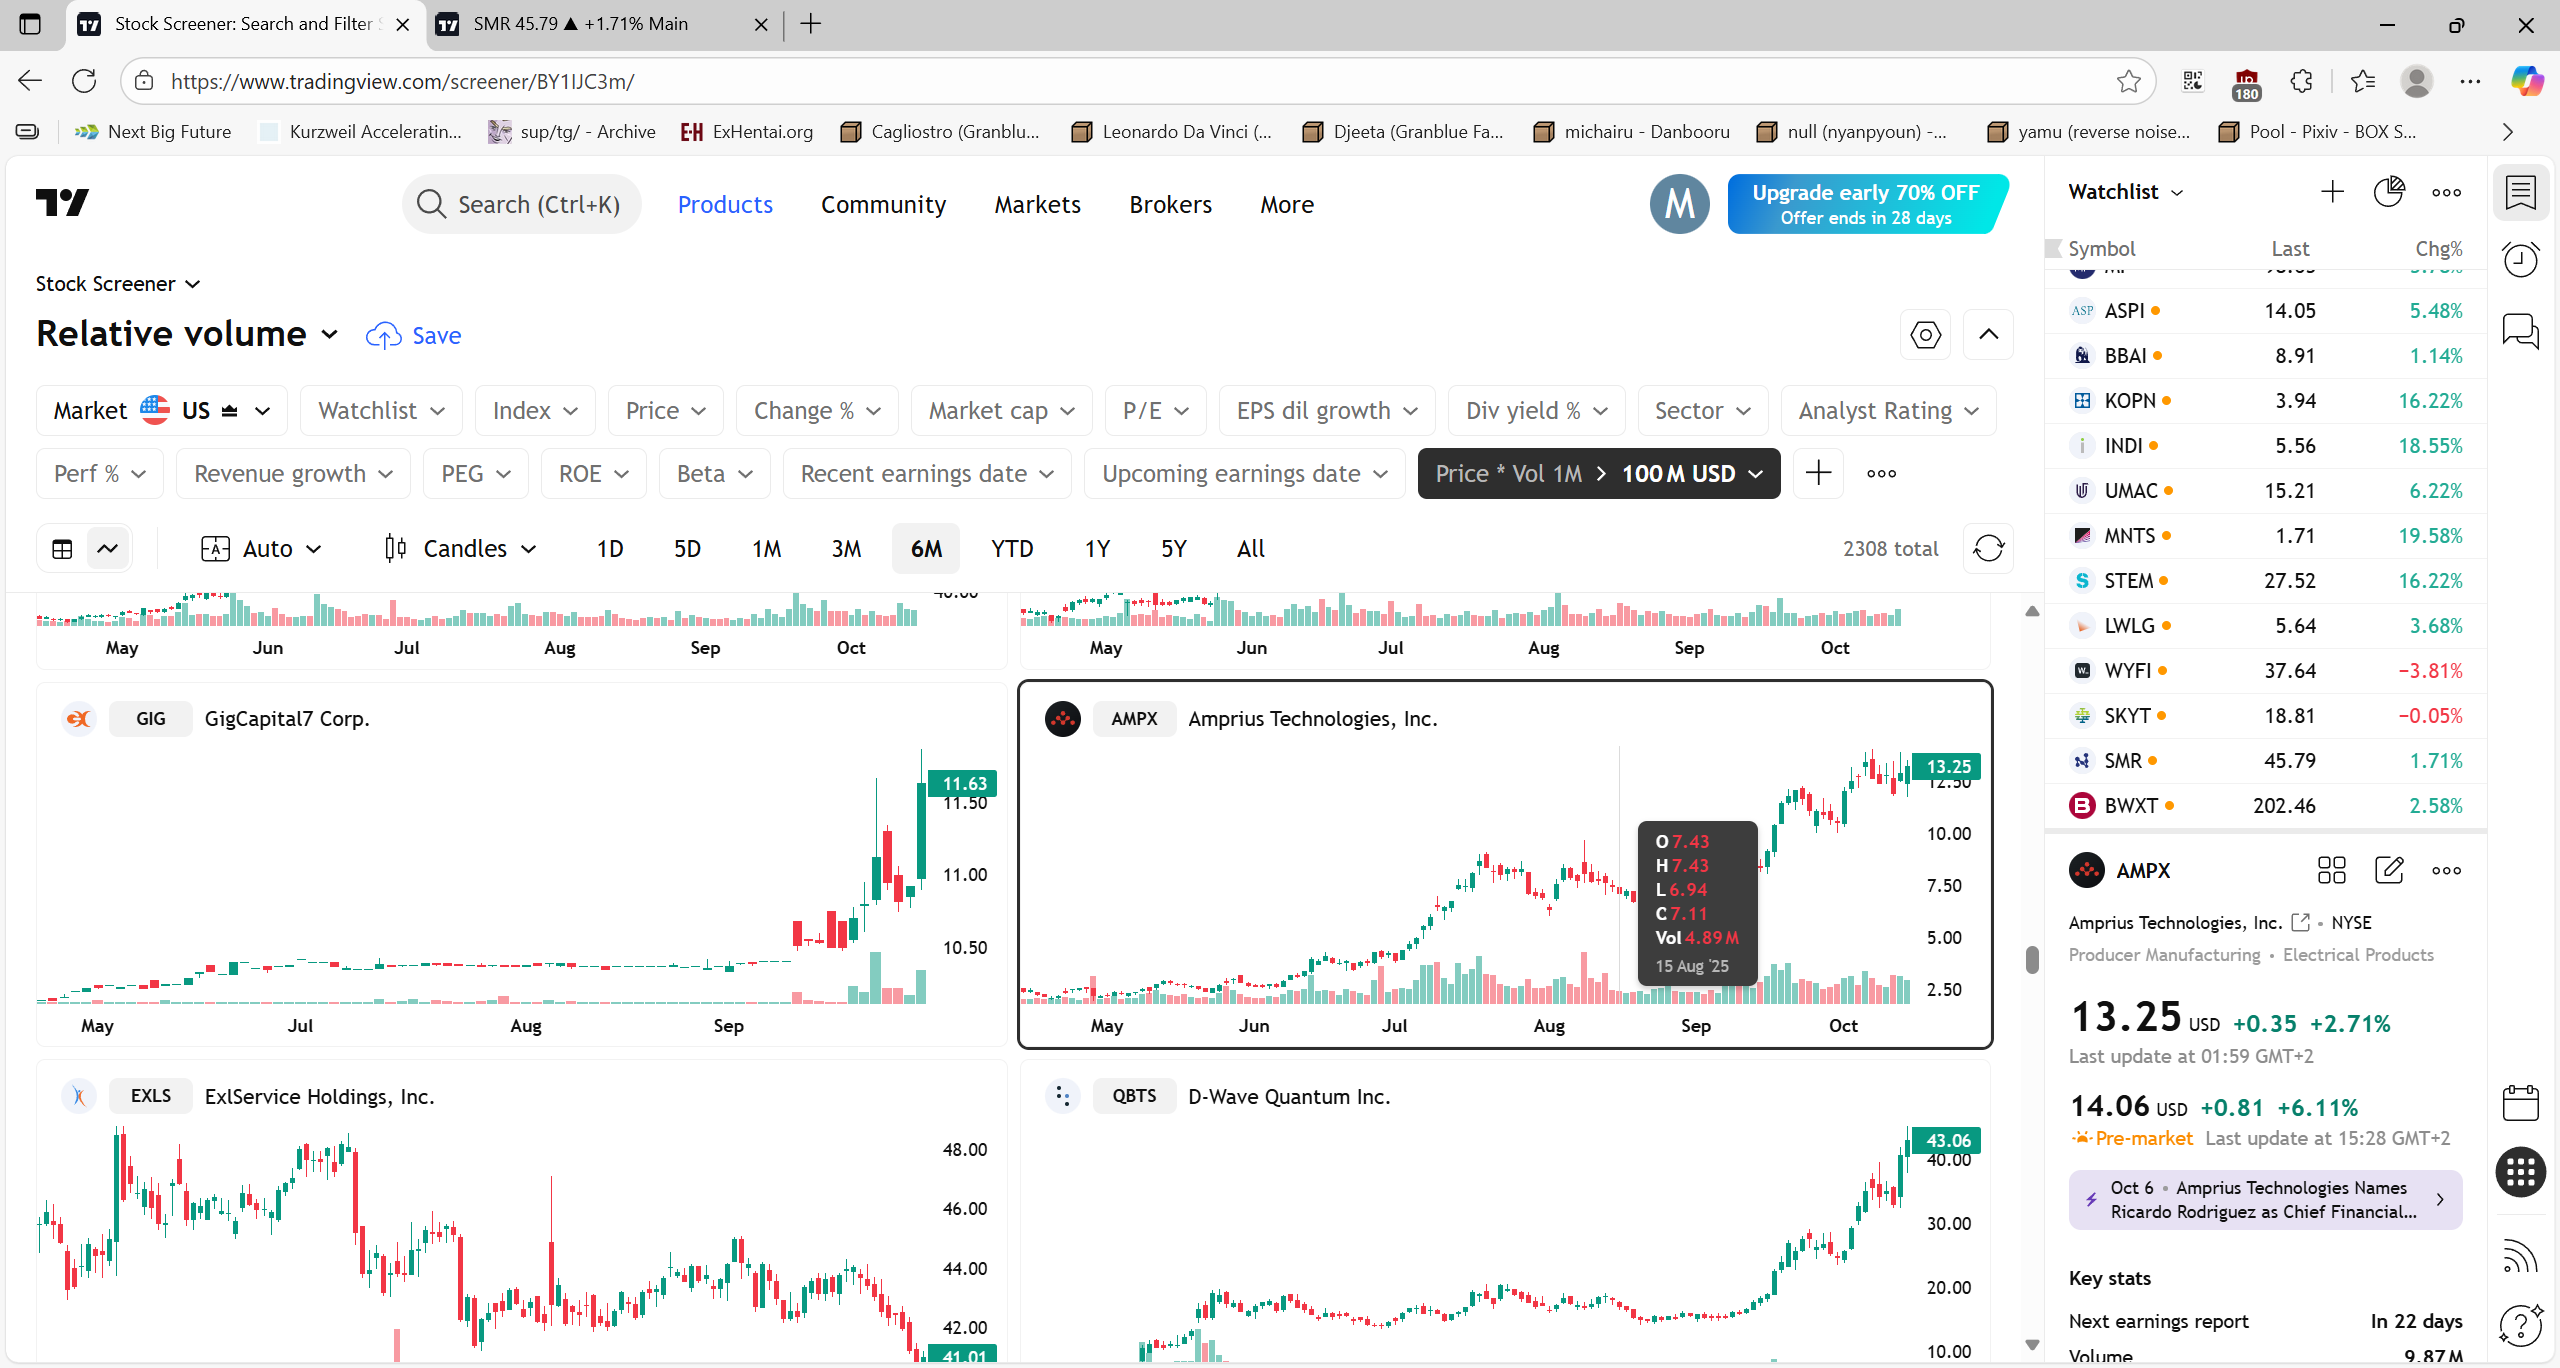 Stock Screener: Search and Filter S
SMR 45.79 ▲ +1.71% Main
https://www.tradingview.com/screener/BY1IJC3m/
180
Next Big Future
Kurzweil Acceleratin...
sup/tg/ - Archive
ExHentai.org
Cagliostro (Granblu...
Leonardo Da Vinci (...
Djeeta (Granblue Fa...
michairu - Danbooru
null (nyanpyoun) -...
yamu (reverse noise...
Pool - Pixiv - BOX S...
Search (Ctrl+K)
Products
Community
Markets
Brokers
More
M
Upgrade early 70% OFF
Offer ends in 28 days
Stock Screener
Relative volume
Save
Market US
Watchlist
Index
Price
Change %
Market cap
P/E
EPS dil growth
Div yield %
Sector
Analyst Rating
Perf %
Revenue growth
PEG
ROE
Beta
Recent earnings date
Upcoming earnings date
Price * Vol 1M > 100 M USD
Auto
Candles
1D
5D
1M
3M
6M
YTD
1Y
5Y
All
2308 total
40.00
May Jun Jul Aug Sep Oct
May Jun Jul Aug Sep Oct
GIG GigCapital7 Corp.
11.63
11.50
11.00
10.50
May Jul Aug Sep
AMPX Amprius Technologies, Inc.
13.25
12.50
10.00
7.50
5.00
2.50
O 7.43
H 7.43
L 6.94
C 7.11
Vol 4.89 M
15 Aug '25
May Jun Jul Aug Sep Oct
EXLS ExlService Holdings, Inc.
48.00
46.00
44.00
42.00
41.01
QBTS D-Wave Quantum Inc.
43.06
40.00
30.00
20.00
10.00
Watchlist
Symbol Last Chg%
ASPI 14.05 5.48%
BBAI 8.91 1.14%
KOPN 3.94 16.22%
INDI 5.56 18.55%
UMAC 15.21 6.22%
MNTS 1.71 19.58%
STEM 27.52 16.22%
LWLG 5.64 3.68%
WYFI 37.64 −3.81%
SKYT 18.81 −0.05%
SMR 45.79 1.71%
BWXT 202.46 2.58%
AMPX
Amprius Technologies, Inc. • NYSE
Producer Manufacturing • Electrical Products
13.25 USD +0.35 +2.71%
Last update at 01:59 GMT+2
14.06 USD +0.81 +6.11%
Pre-market Last update at 15:28 GMT+2
Oct 6 • Amprius Technologies Names
Ricardo Rodriguez as Chief Financial...
Key stats
Next earnings report In 22 days
Volume 9.87 M